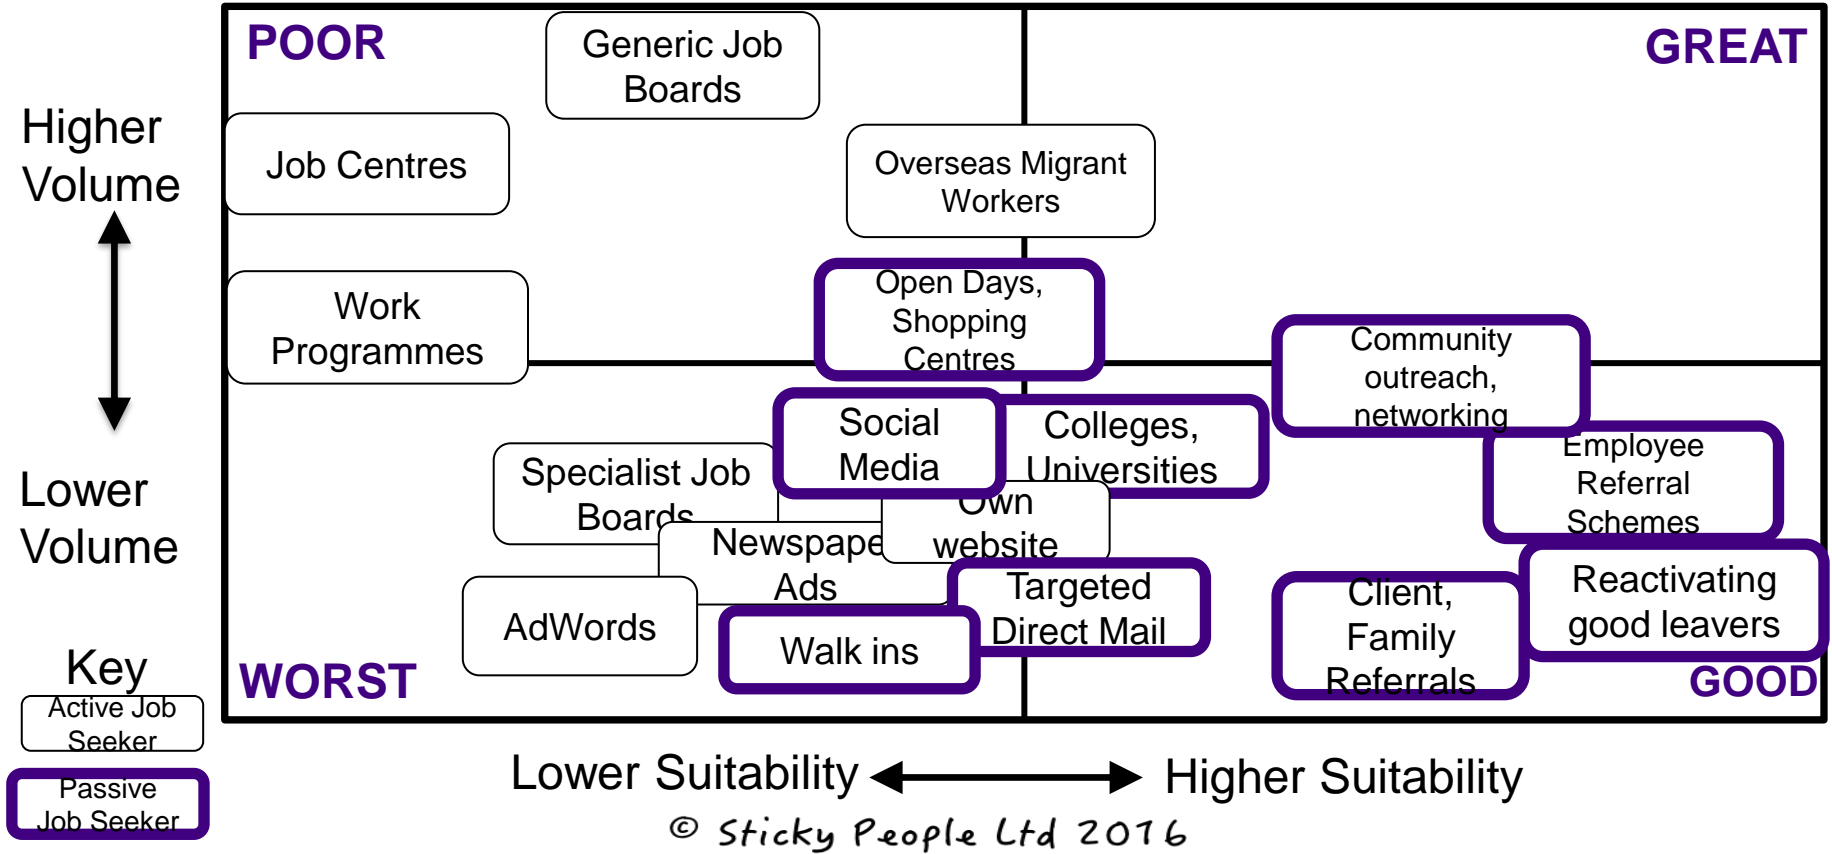 POOR
GREAT
Generic Job
Boards
Higher
Volume
Job Centres
Overseas Migrant
Workers
Work
Programmes
Open Days,
Shopping
Centres
Community
outreach,
networking
Social
Media
Colleges,
Universities
Specialist Job
Boards
Employee
Referral
Schemes
Lower
Volume
Own
website
Newspape
Ads
Targeted
Direct Mail
Client,
Family
Referrals
Reactivating
good leavers
AdWords
Walk ins
WORST
GOOD
Key
Active Job
Seeker
Passive
Job Seeker
Lower Suitability
Higher Suitability
© Sticky People Ltd 2016